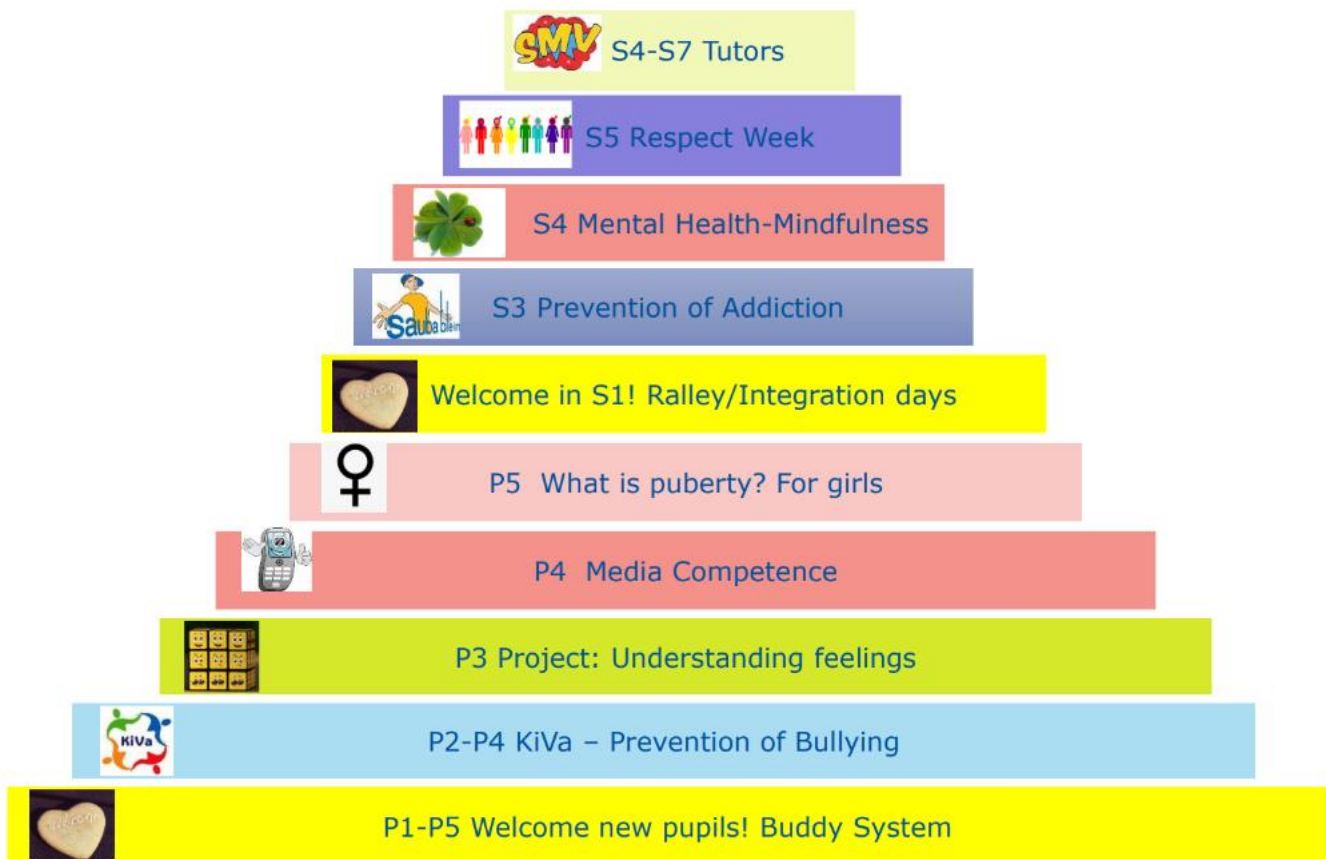 SMV
S4-S7 Tutors
S5 Respect Week
S4 Mental Health-Mindfulness
Sauba bleim
S3 Prevention of Addiction
Welcome in S1! Ralley/Integration days
P5 What is puberty? For girls
P4 Media Competence
P3 Project: Understanding feelings
KiVa
P2-P4 KiVa – Prevention of Bullying
P1-P5 Welcome new pupils! Buddy System